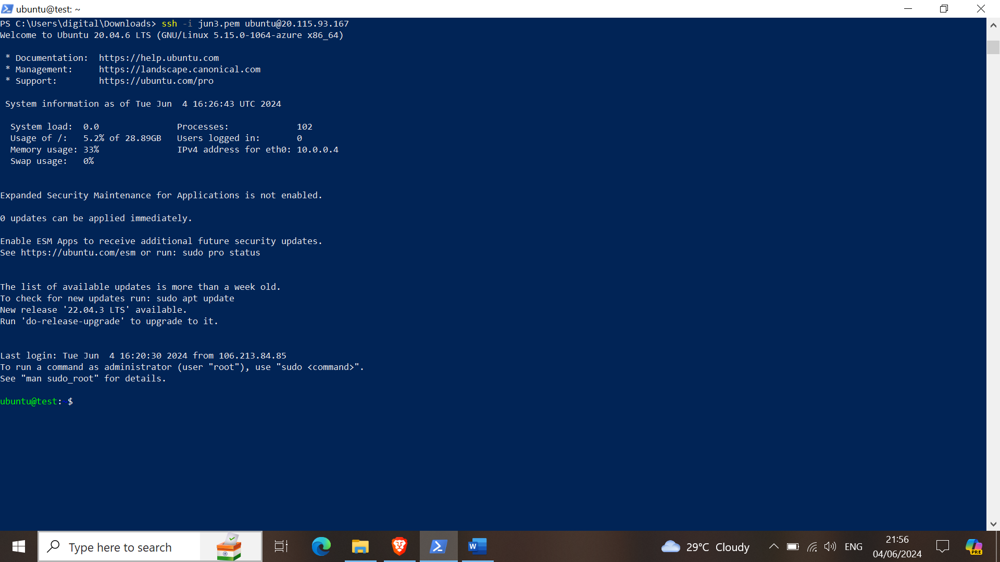 ubuntu@test: ~
PS C:\Users\digital\Downloads> ssh -i jun3.pem ubuntu@20.115.93.167
Welcome to Ubuntu 20.04.6 LTS (GNU/Linux 5.15.0-1064-azure x86_64)
* Documentation:  https://help.ubuntu.com
* Management:     https://landscape.canonical.com
* Support:        https://ubuntu.com/pro
System information as of Tue Jun  4 16:26:43 UTC 2024
System load:  0.0               Processes:             102
Usage of /:   5.2% of 28.89GB   Users logged in:       0
Memory usage: 33%               IPv4 address for eth0: 10.0.0.4
Swap usage:   0%
Expanded Security Maintenance for Applications is not enabled.
0 updates can be applied immediately.
Enable ESM Apps to receive additional future security updates.
See https://ubuntu.com/esm or run: sudo pro status
The list of available updates is more than a week old.
To check for new updates run: sudo apt update
New release '22.04.3 LTS' available.
Run 'do-release-upgrade' to upgrade to it.
Last login: Tue Jun  4 16:20:30 2024 from 106.213.84.85
To run a command as administrator (user "root"), use "sudo <command>".
See "man sudo_root" for details.
ubuntu@test: $
Type here to search
W
29°C Cloudy
ENG
21:56
04/06/2024
PRE